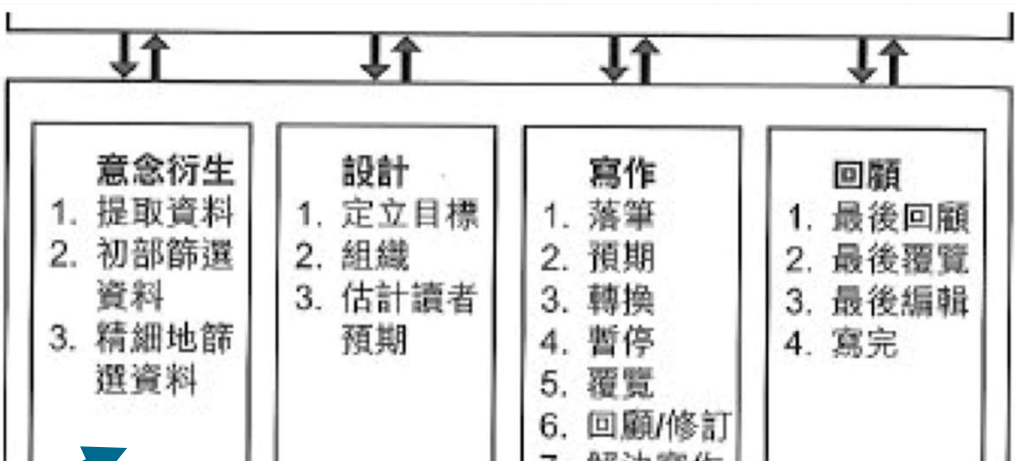 意念衍生
1. 提取資料
2. 初部篩選
資料
3. 精細地篩
選資料
設計
1. 定立目標
2. 組織
3. 估計讀者
預期
寫作
1. 落筆
2. 預期
3. 轉換
4. 暫停
5. 覆覽
6. 回顧/修訂
回顧
1. 最後回顧
2. 最後覆覽
3. 最後編輯
4. 寫完